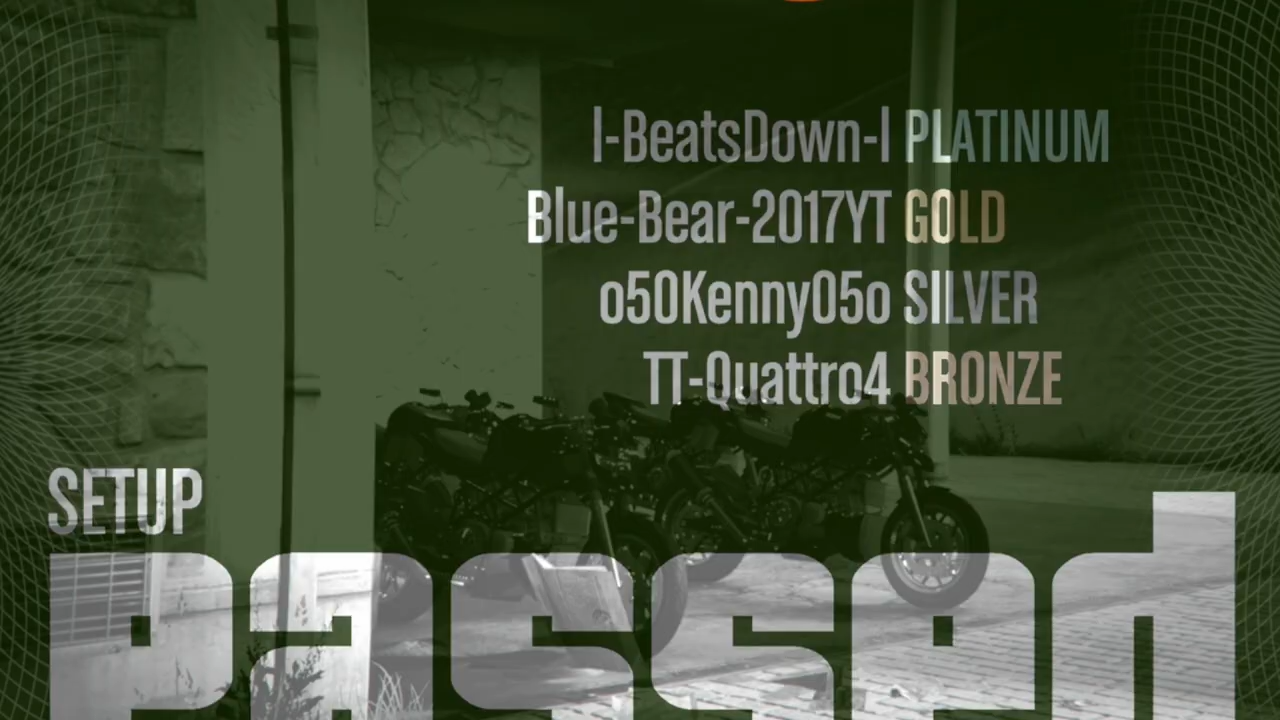 l-BeatsDown-l PLATINUM
Blue-Bear-2017YT GOLD
o50Kenny05o SILVER
TT-Quattro4 BRONZE
SETUP
passed